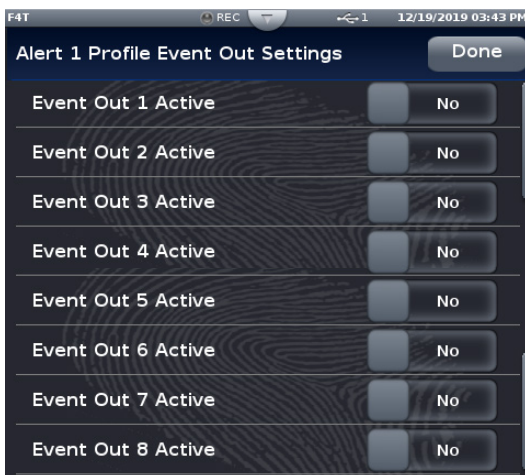 F4T REC 1 12/19/2019 03:43 PM
Alert 1 Profile Event Out Settings Done
Event Out 1 Active No
Event Out 2 Active No
Event Out 3 Active No
Event Out 4 Active No
Event Out 5 Active No
Event Out 6 Active No
Event Out 7 Active No
Event Out 8 Active No